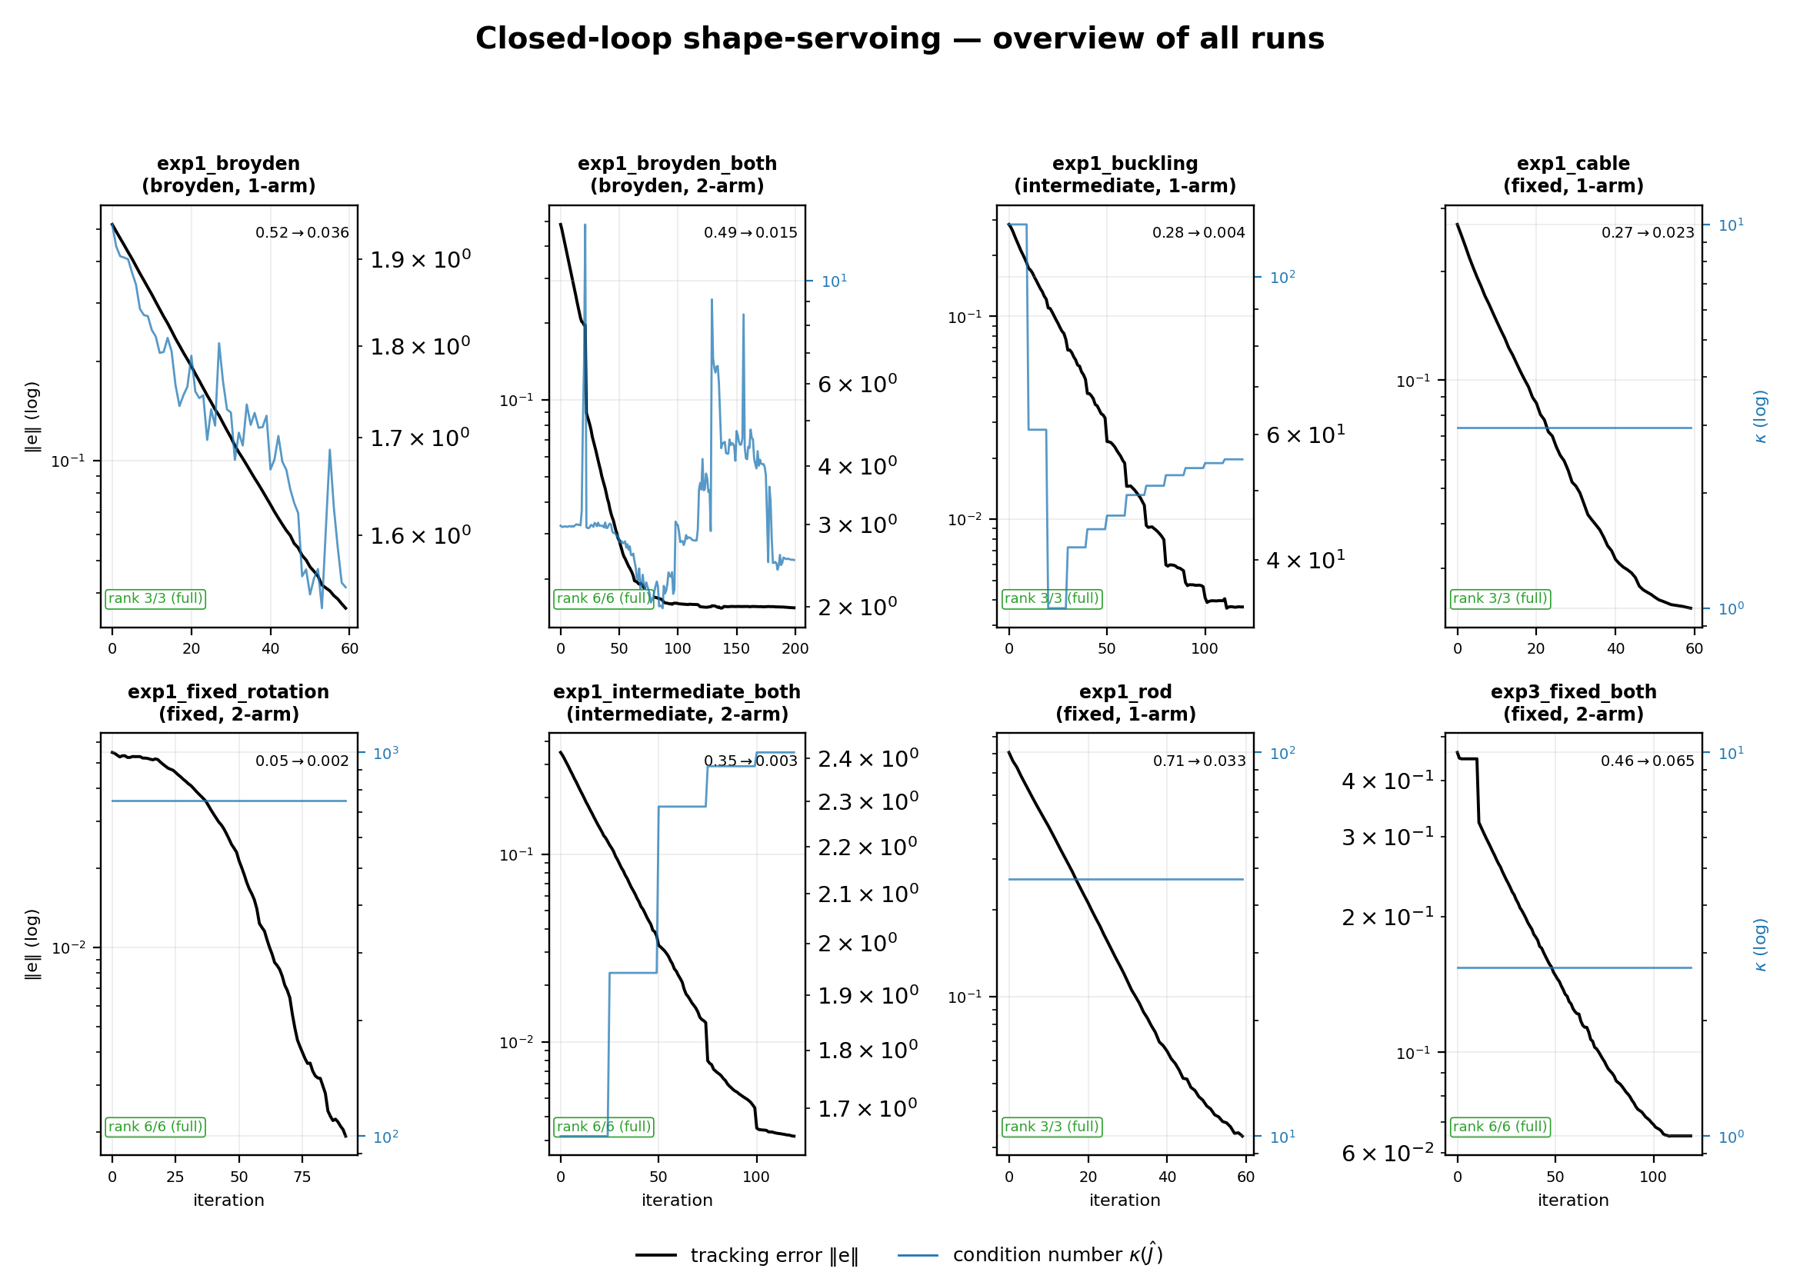 Closed-loop shape-servoing — overview of all runs
exp1_broyden
(broyden, 1-arm)
exp1_broyden_both
(broyden, 2-arm)
exp1_buckling
(intermediate, 1-arm)
exp1_cable
(fixed, 1-arm)
0.52→0.036
1.9 × 10⁰
1.8 × 10⁰
1.7 × 10⁰
1.6 × 10⁰
10⁻¹
‖e‖ (log)
rank 3/3 (full)
0 20 40 60
0.49→0.015
10¹
6 × 10⁰
4 × 10⁰
3 × 10⁰
2 × 10⁰
10⁻¹
rank 6/6 (full)
0 50 100 150 200
0.28→0.004
10²
6 × 10¹
4 × 10¹
10⁻¹
10⁻²
rank 3/3 (full)
0 50 100
0.27→0.023
10¹
10⁰
κ (log)
10⁻¹
rank 3/3 (full)
0 20 40 60
exp1_fixed_rotation
(fixed, 2-arm)
exp1_intermediate_both
(intermediate, 2-arm)
exp1_rod
(fixed, 1-arm)
exp3_fixed_both
(fixed, 2-arm)
0.05→0.002
10³
10²
10⁻²
‖e‖ (log)
rank 6/6 (full)
0 25 50 75
iteration
0.35→0.003
2.4 × 10⁰
2.3 × 10⁰
2.2 × 10⁰
2.1 × 10⁰
2 × 10⁰
1.9 × 10⁰
1.8 × 10⁰
1.7 × 10⁰
10⁻¹
10⁻²
rank 6/6 (full)
0 50 100
iteration
0.71→0.033
10²
10¹
10⁻¹
rank 3/3 (full)
0 20 40 60
iteration
0.46→0.065
10¹
10⁰
κ (log)
4 × 10⁻¹
3 × 10⁻¹
2 × 10⁻¹
10⁻¹
6 × 10⁻²
rank 6/6 (full)
0 50 100
iteration
tracking error ‖e‖
condition number κ(Ĵ)